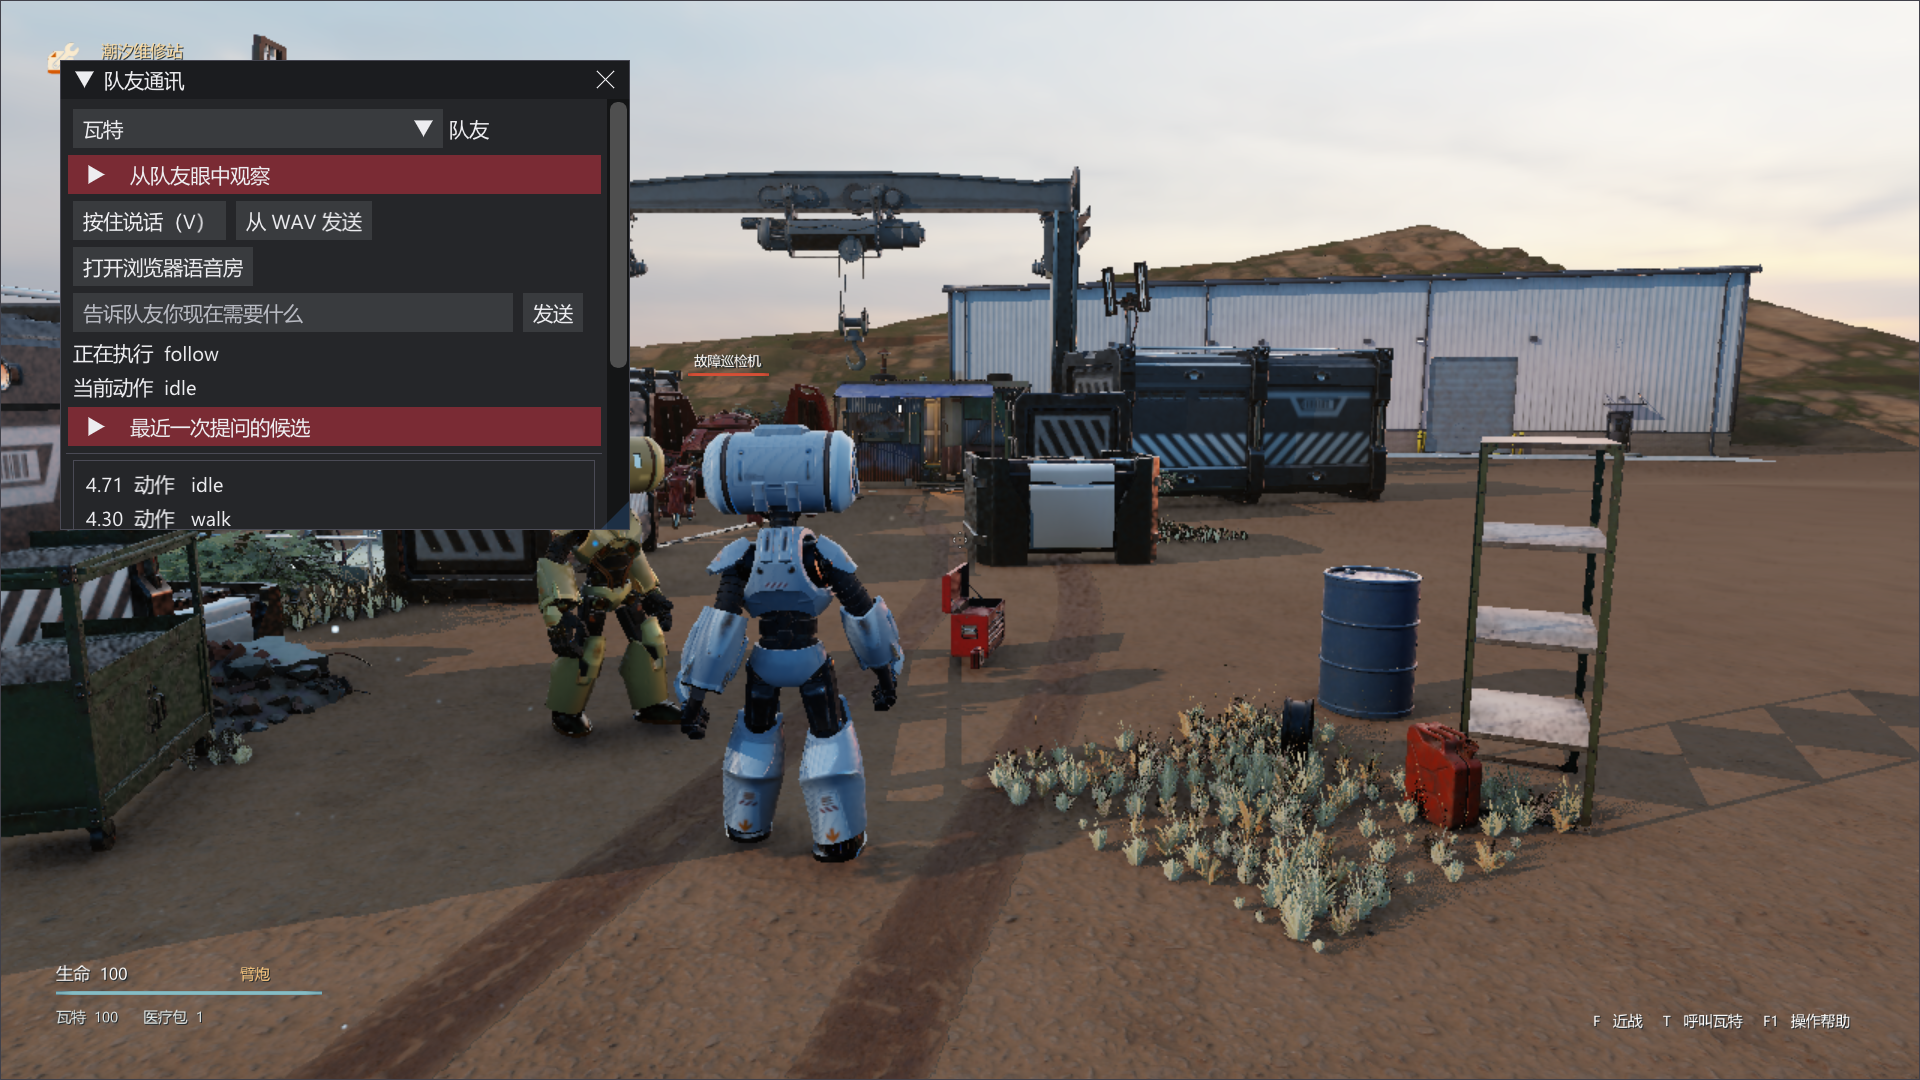 潮汐维修站
队友通讯
瓦特 队友
从队友眼中观察
按住说话（V） 从 WAV 发送
打开浏览器语音房
告诉队友你现在需要什么 发送
正在执行 follow
当前动作 idle
最近一次提问的候选
4.71 动作 idle
4.30 动作 walk
故障巡检机
生命 100 臂炮
瓦特 100 医疗包 1
F 近战 T 呼叫瓦特 F1 操作帮助